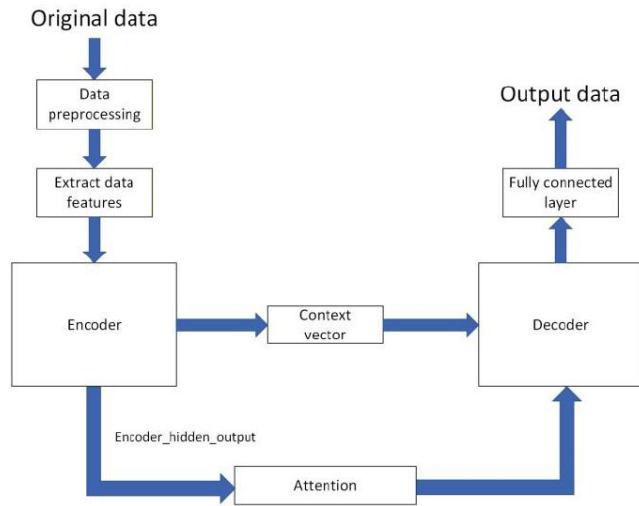 Original data
Data
preprocessing
Extract data
features
Encoder
Encoder_hidden_output
Context
vector
Attention
Decoder
Fully connected
layer
Output data